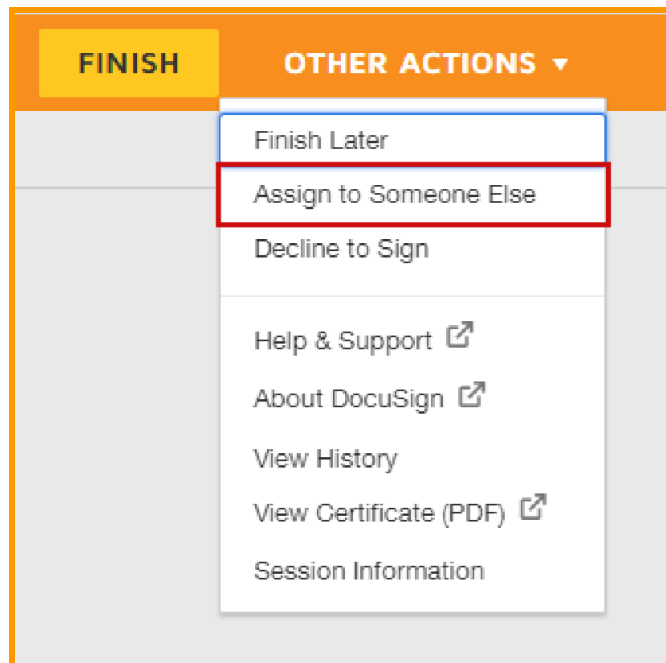 FINISH
OTHER ACTIONS
Finish Later
Assign to Someone Else
Decline to Sign
Help & Support
About DocuSign
View History
View Certificate (PDF)
Session Information